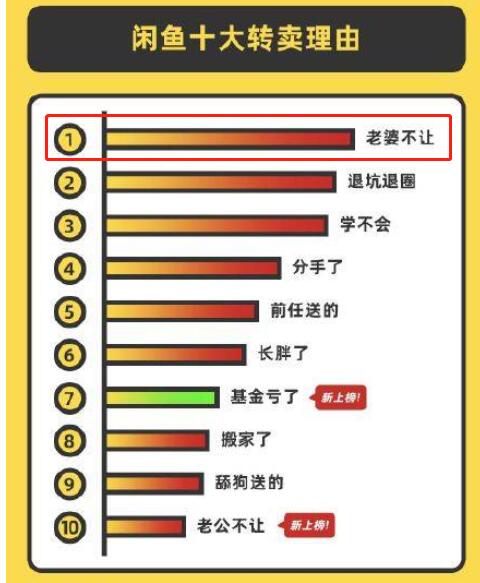 闲鱼十大转卖理由
1 老婆不让
2 退坑退圈
3 学不会
4 分手了
5 前任送的
6 长胖了
7 基金亏了 新上榜!
8 搬家了
9 舔狗送的
10 老公不让 新上榜!